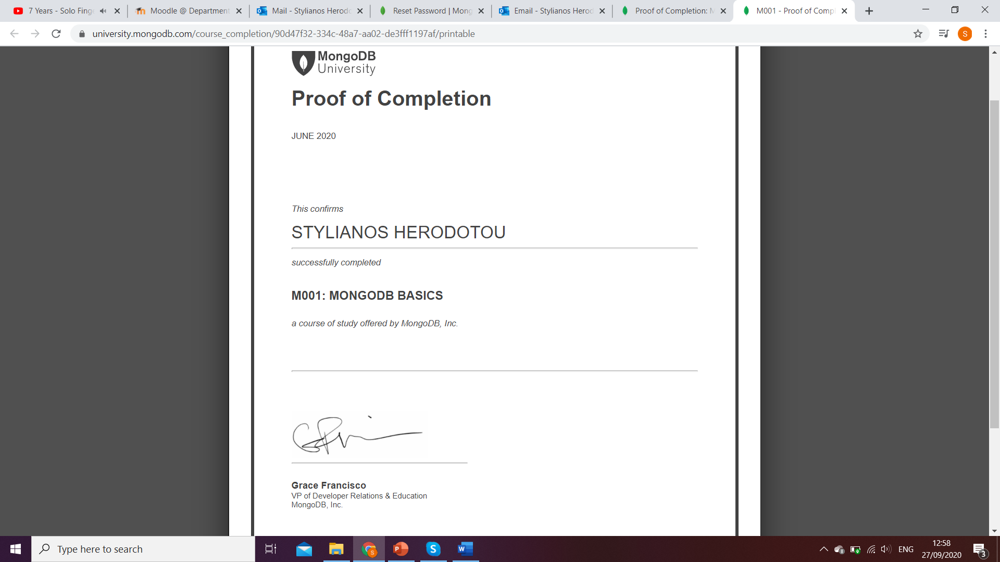 7 Years - Solo Fing
Moodle @ Department
Mail - Stylianos Herodo
Reset Password | Mong
Email - Stylianos Herod
Proof of Completion: M
M001 - Proof of Compl
university.mongodb.com/course_completion/90d47f32-334c-48a7-aa02-de3fff1197af/printable
S
MongoDB
University
Proof of Completion
JUNE 2020
This confirms
STYLIANOS HERODOTOU
successfully completed
M001: MONGODB BASICS
a course of study offered by MongoDB, Inc.
Grace Francisco
VP of Developer Relations & Education
MongoDB, Inc.
Type here to search
ENG
12:58
27/09/2020
3